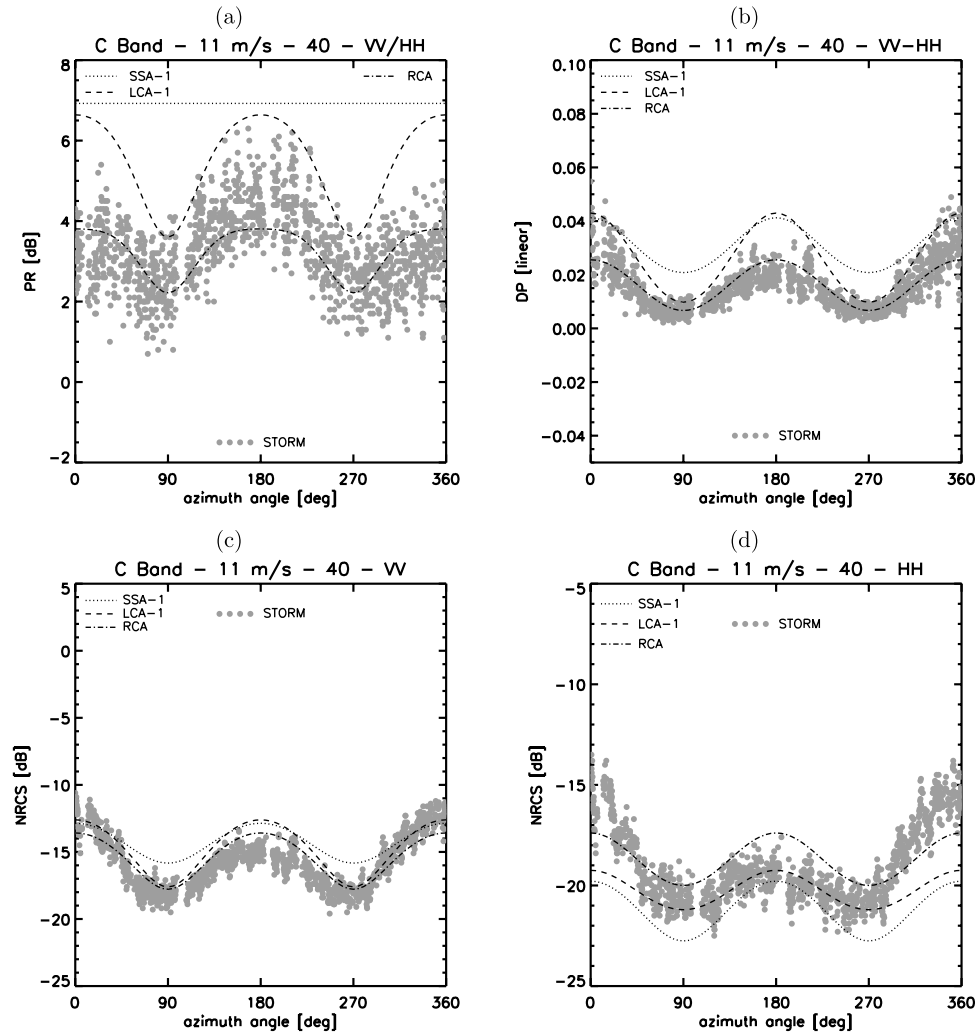 (a)
C Band - 11 m/s - 40 - VV/HH
8
6
4
2
0
-2
PR [dB]
SSA-1
LCA-1
RCA
STORM
0 90 180 270 360
azimuth angle [deg]
(b)
C Band - 11 m/s - 40 - VV-HH
0.10
0.08
0.06
0.04
0.02
0.00
-0.02
-0.04
DP [linear]
SSA-1
LCA-1
RCA
STORM
0 90 180 270 360
azimuth angle [deg]
(c)
C Band - 11 m/s - 40 - VV
5
0
-5
-10
-15
-20
-25
NRCS [dB]
SSA-1
LCA-1
RCA
STORM
0 90 180 270 360
azimuth angle [deg]
(d)
C Band - 11 m/s - 40 - HH
-5
-10
-15
-20
-25
NRCS [dB]
SSA-1
LCA-1
RCA
STORM
0 90 180 270 360
azimuth angle [deg]